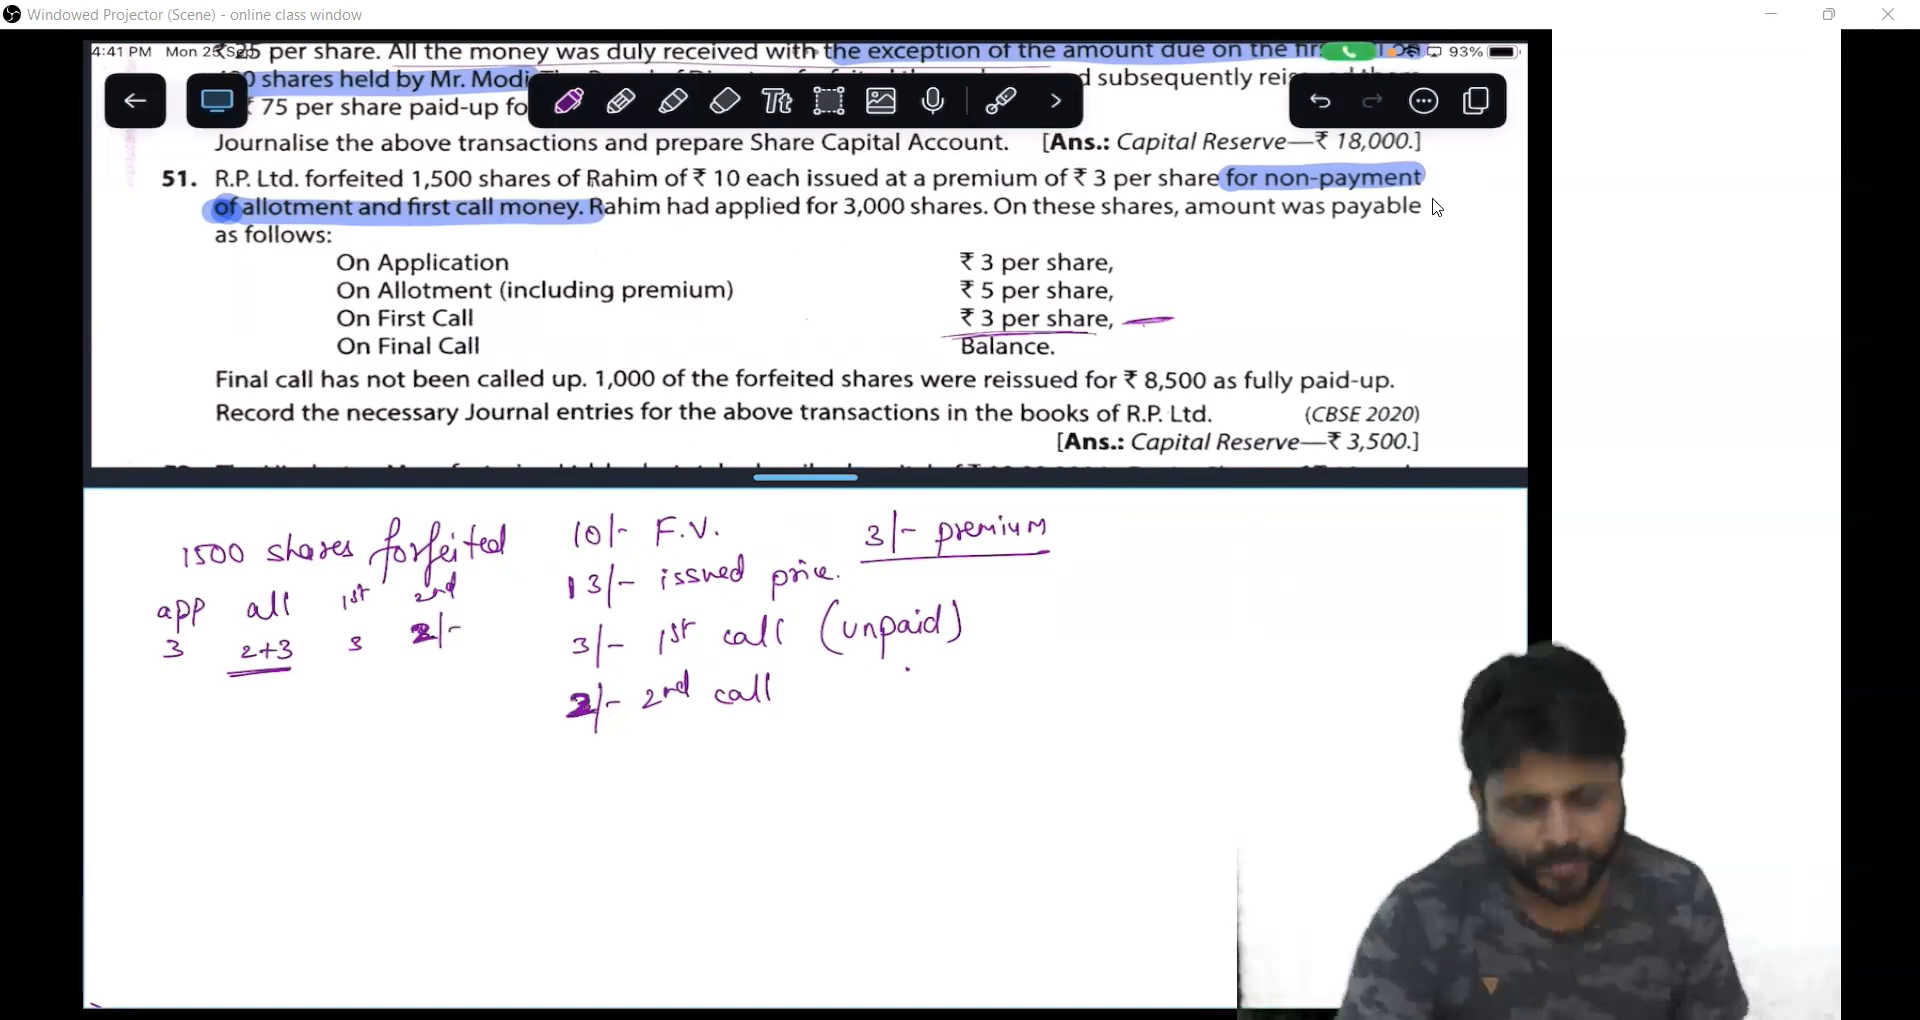 Windowed Projector (Scene) - online class window
4:41 PM Mon 25 Sep 93%
₹ 25 per share. All the money was duly received with the exception of the amount due on the
shares held by Mr. Modi
subsequently
75 per share paid-up
Journalise the above transactions and prepare Share Capital Account. [Ans.: Capital Reserve—₹ 18,000.]
51. R.P. Ltd. forfeited 1,500 shares of Rahim of ₹ 10 each issued at a premium of ₹ 3 per share for non-payment
of allotment and first call money. Rahim had applied for 3,000 shares. On these shares, amount was payable
as follows:
On Application ₹ 3 per share,
On Allotment (including premium) ₹ 5 per share,
On First Call ₹ 3 per share,
On Final Call Balance.
Final call has not been called up. 1,000 of the forfeited shares were reissued for ₹ 8,500 as fully paid-up.
Record the necessary Journal entries for the above transactions in the books of R.P. Ltd. (CBSE 2020)
[Ans.: Capital Reserve—₹ 3,500.]
1500 shares forfeited
app all 1st 2nd
3 2+3 3 2/-
10/- F.V. 3/- premium
13/- issued price.
3/- 1st call (unpaid)
2/- 2nd call